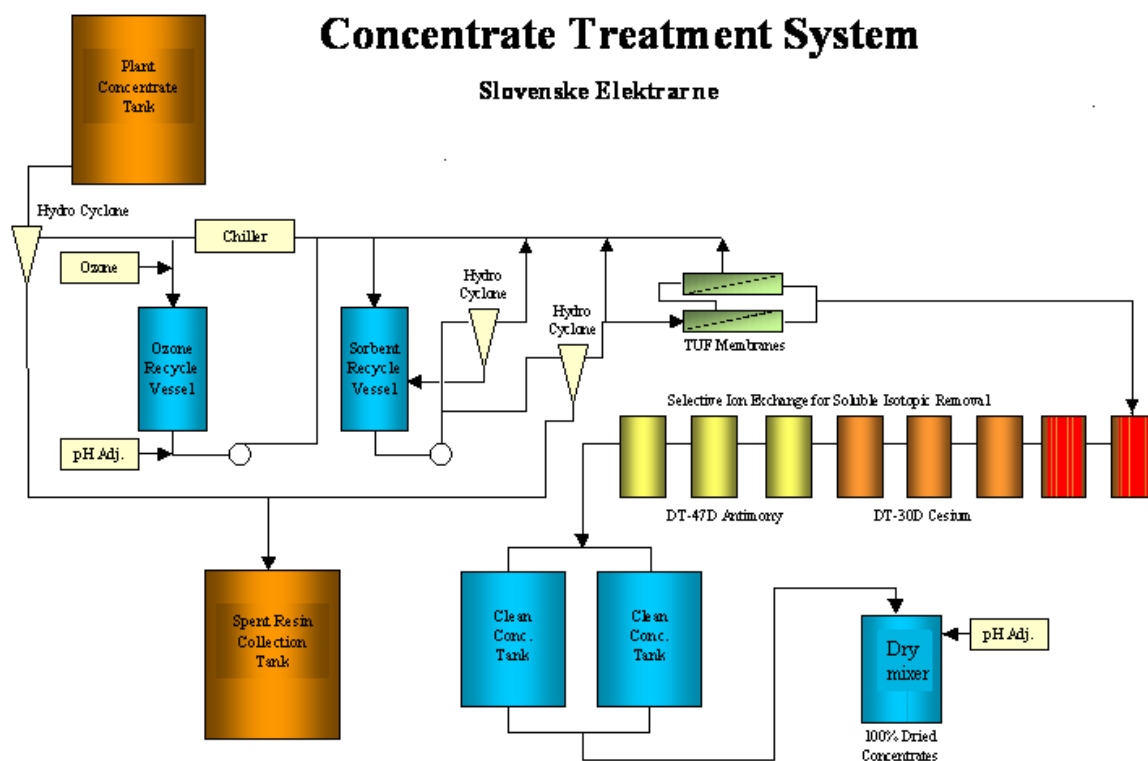 Concentrate Treatment System
Slovenske Elektrarne
Plant
Concentrate
Tank
Hydro Cyclone
Chiller
Ozone
Hydro
Cyclone
Hydro
Cyclone
Ozone
Recycle
Vessel
Sorbent
Recycle
Vessel
TUF Membranes
Selective Ion Exchange for Soluble Isotopic Removal
pH Adj.
DT-47D Antimony
DT-30D Cesium
Spent Resin
Collection
Tank
Clean
Conc.
Tank
Clean
Conc.
Tank
Dry
mixer
pH Adj.
100% Dried
Concentrates